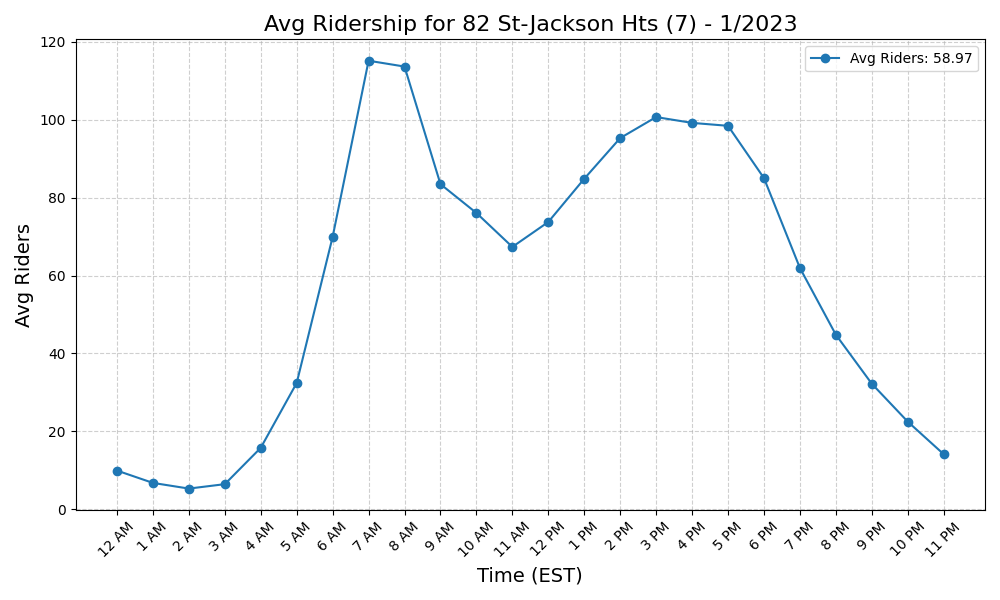 Avg Ridership for 82 St-Jackson Hts (7) - 1/2023
Avg Riders: 58.97
Avg Riders
120
100
80
60
40
20
0
12 AM
1 AM
2 AM
3 AM
4 AM
5 AM
6 AM
7 AM
8 AM
9 AM
10 AM
11 AM
12 PM
1 PM
2 PM
3 PM
4 PM
5 PM
6 PM
7 PM
8 PM
9 PM
10 PM
11 PM
Time (EST)